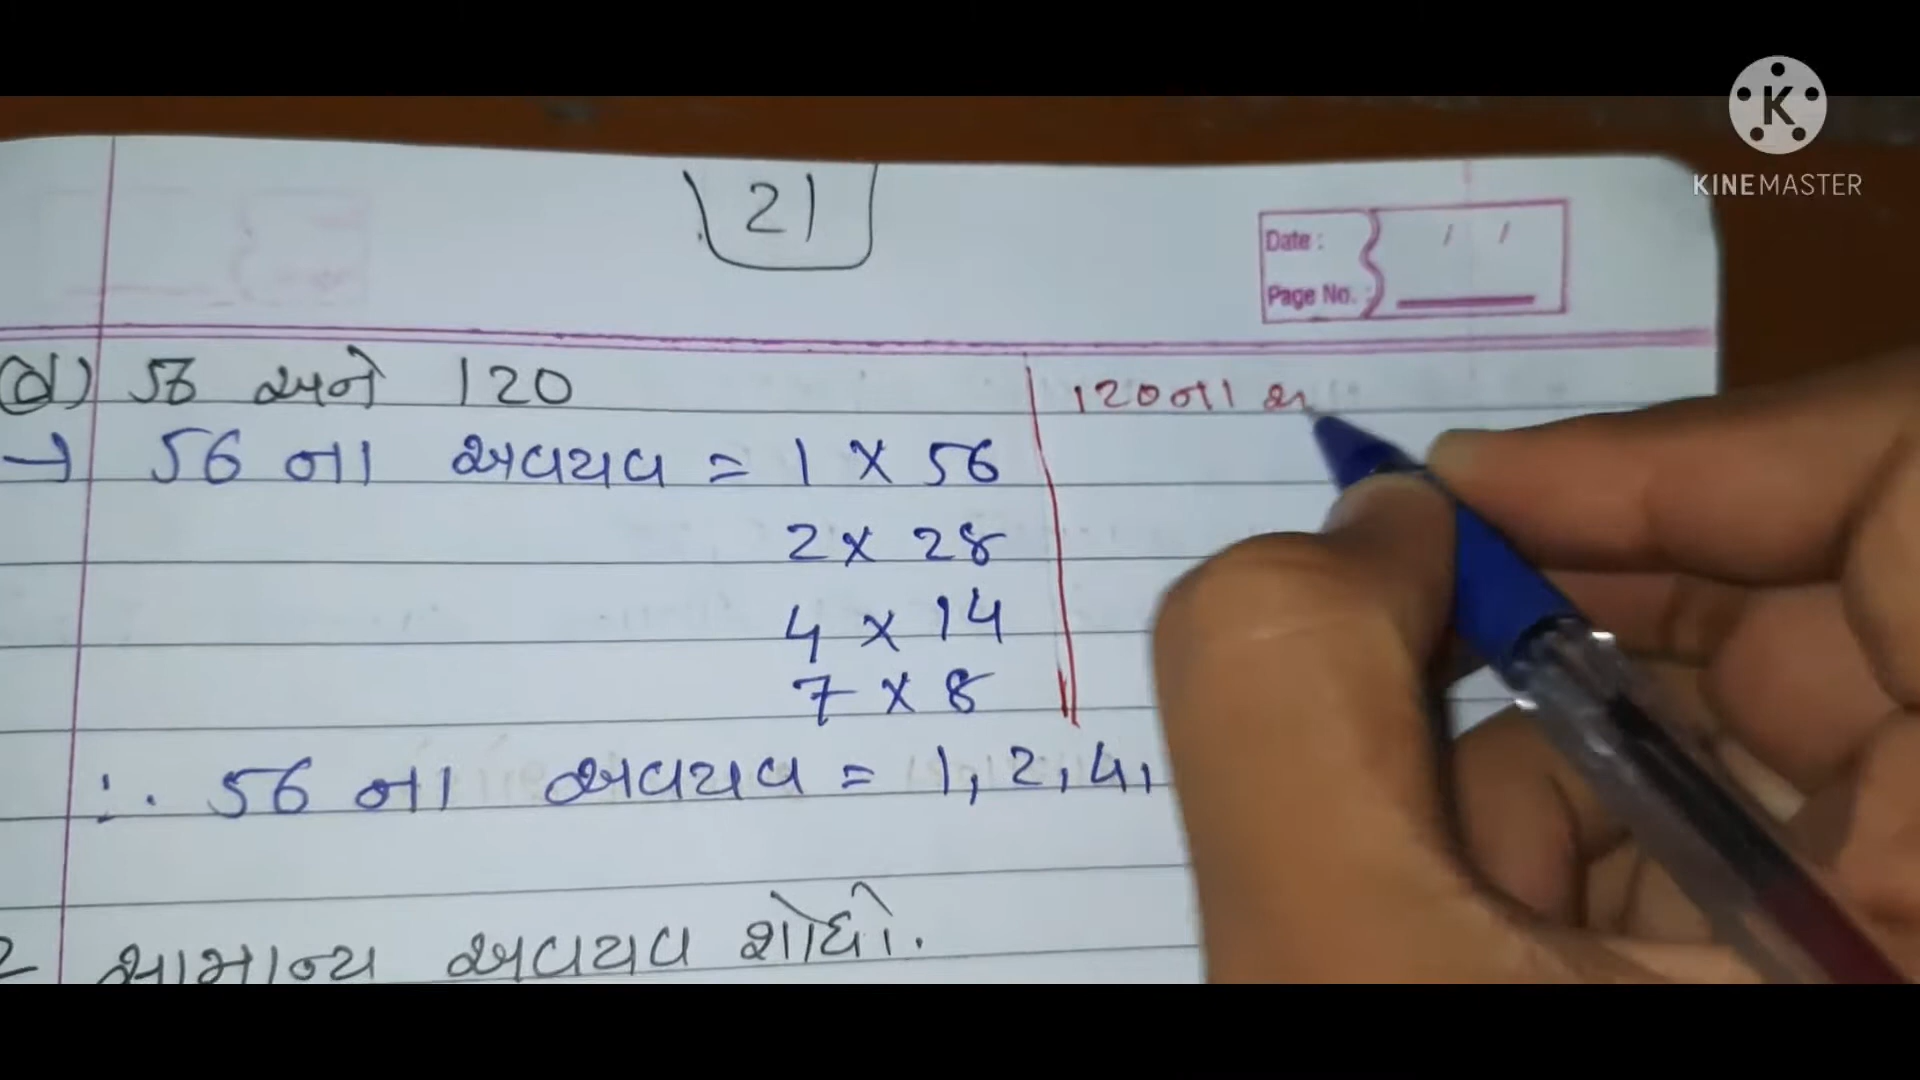 K
KINEMASTER
21
Date : / /
Page No. :
(d) 56 અને 120
→ 56 ના અવયવ = 1 × 56
2 × 28
4 × 14
7 × 8
120ના અ
∴ 56 ના અવયવ = 1, 2, 4,
2 સામાન્ય અવયવ શોધો.